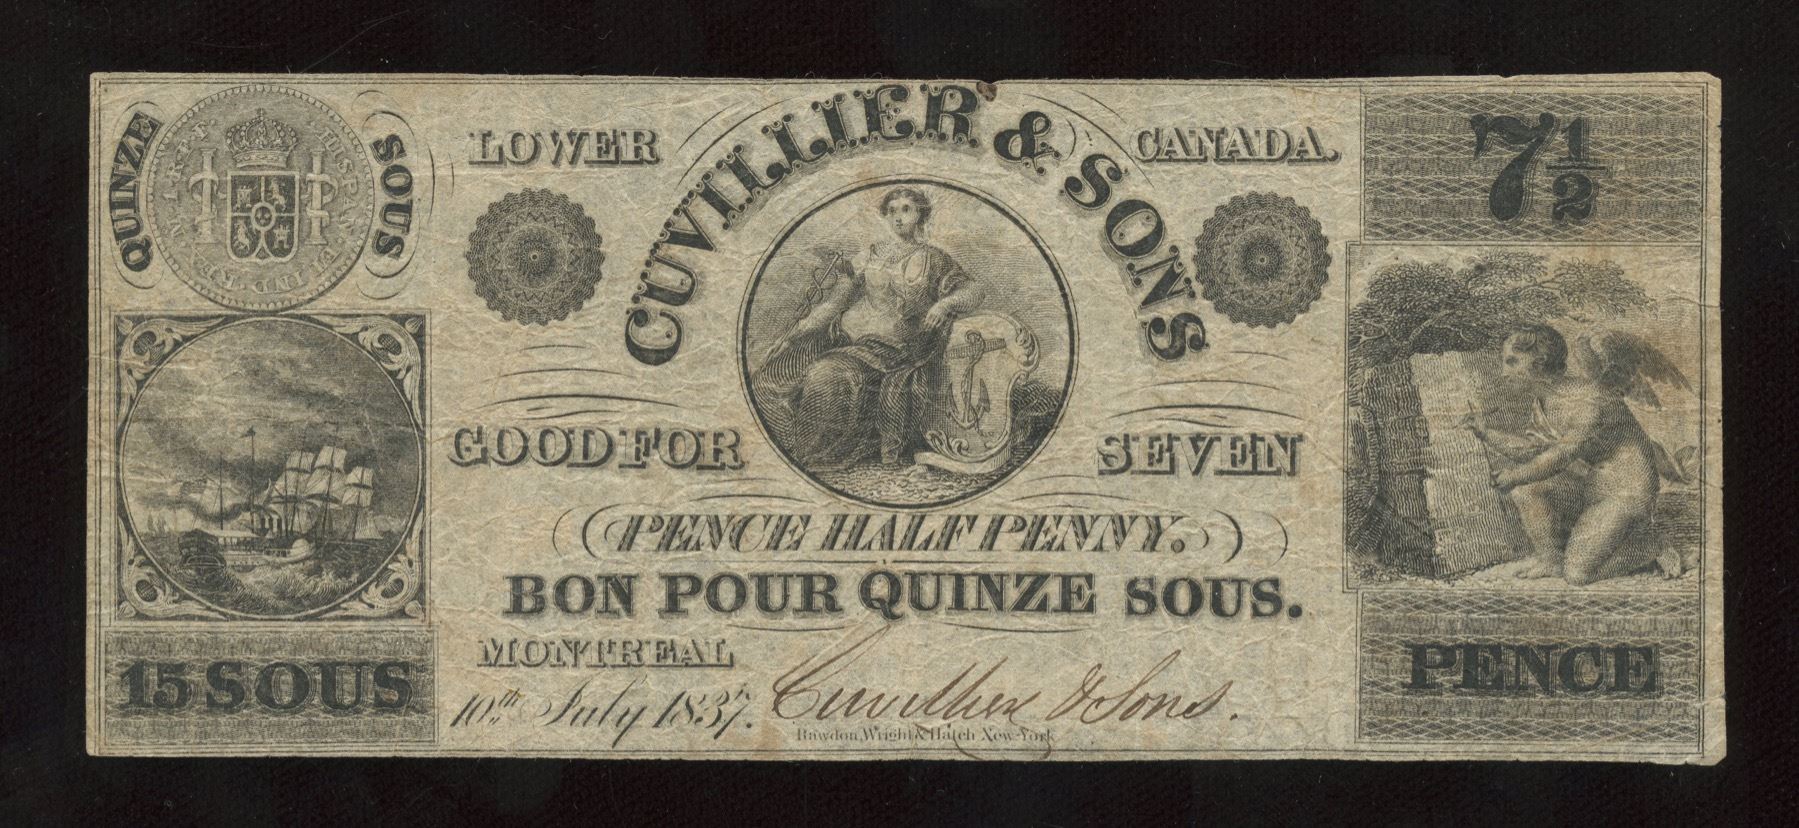 QUINZE SOUS
LOWER CANADA.
CUVILLIER & SONS
7 1/2
GOOD FOR SEVEN
(PENCE HALF PENNY.)
BON POUR QUINZE SOUS.
MONTREAL
10th July 1837.
Cuvillier & Sons.
Rawdon, Wright & Hatch New-York
15 SOUS
PENCE